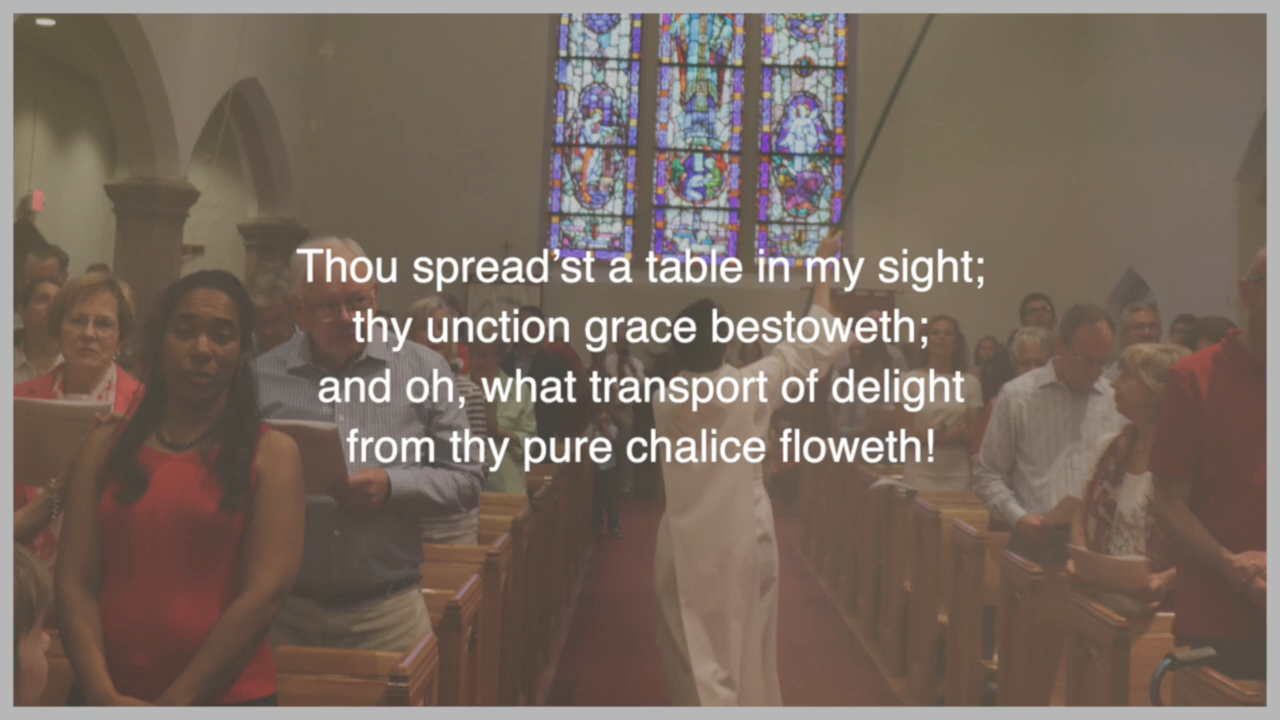 Thou spread’st a table in my sight;
thy unction grace bestoweth;
and oh, what transport of delight
from thy pure chalice floweth!